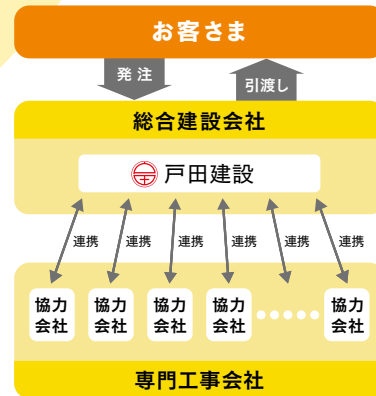 お客さま
発注
引渡し
総合建設会社
戸田建設
連携 連携 連携 連携 連携 連携
協力 協力 協力 協力 協力
会社 会社 会社 会社 会社
専門工事会社